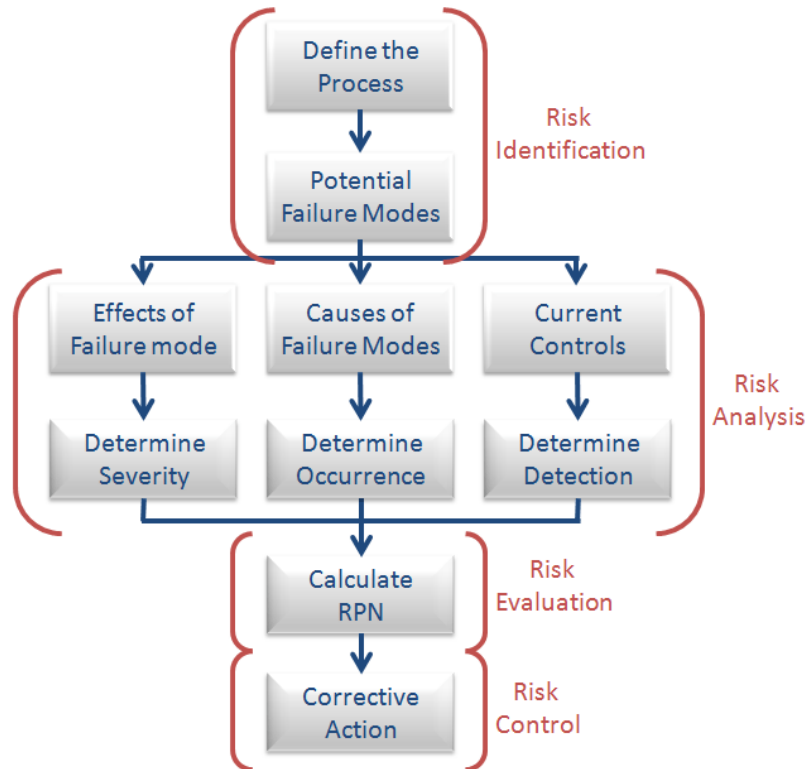 Define the
Process
Risk
Identification
Potential
Failure Modes
Effects of
Failure mode
Causes of
Failure Modes
Current
Controls
Risk
Analysis
Determine
Severity
Determine
Occurrence
Determine
Detection
Calculate
RPN
Risk
Evaluation
Corrective
Action
Risk
Control